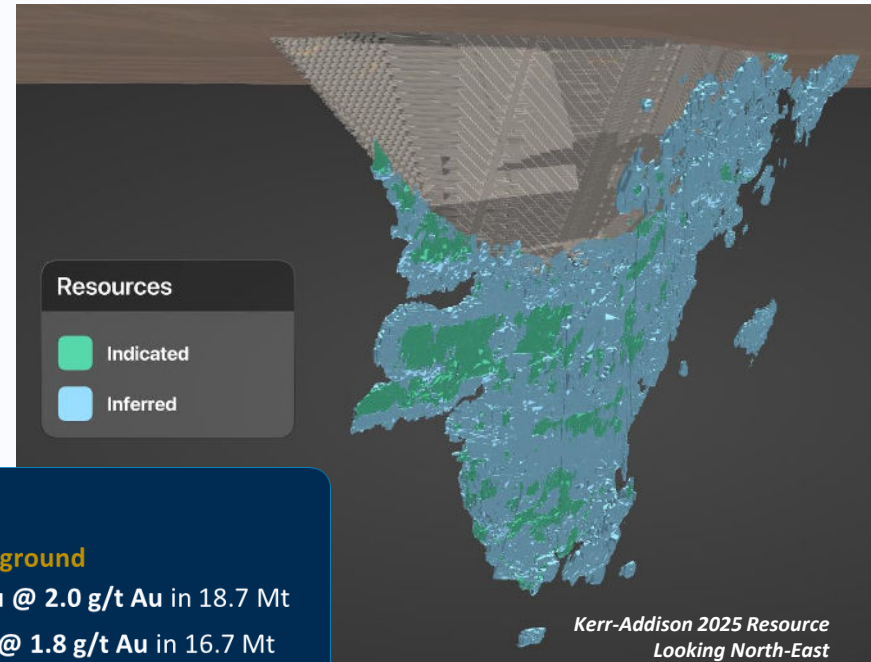 Resources
Indicated
Inferred
ground
@ 2.0 g/t Au in 18.7 Mt
@ 1.8 g/t Au in 16.7 Mt
Kerr-Addison 2025 Resource
Looking North-East